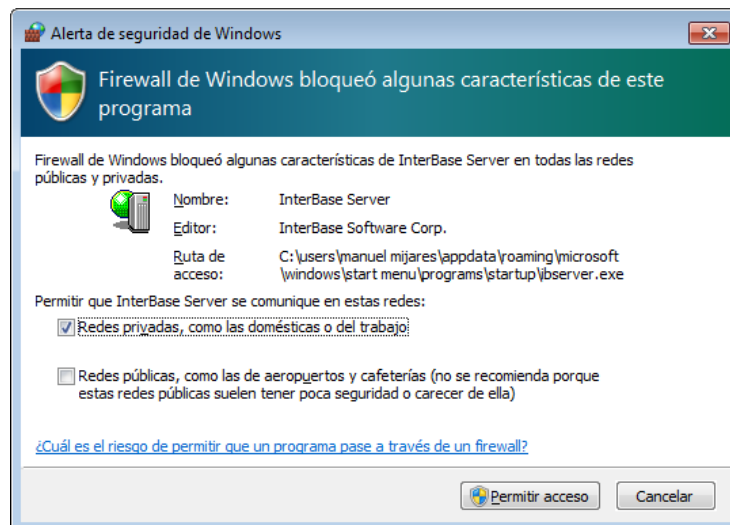 Alerta de seguridad de Windows
Firewall de Windows bloqueó algunas características de este
programa
Firewall de Windows bloqueó algunas características de InterBase Server en todas las redes
públicas y privadas.
Nombre: InterBase Server
Editor: InterBase Software Corp.
Ruta de acceso: C:\users\manuel mijares\appdata\roaming\microsoft
\windows\start menu\programs\startup\ibserver.exe
Permitir que InterBase Server se comunique en estas redes:
Redes privadas, como las domésticas o del trabajo
Redes públicas, como las de aeropuertos y cafeterías (no se recomienda porque
estas redes públicas suelen tener poca seguridad o carecer de ella)
¿Cuál es el riesgo de permitir que un programa pase a través de un firewall?
Permitir acceso
Cancelar